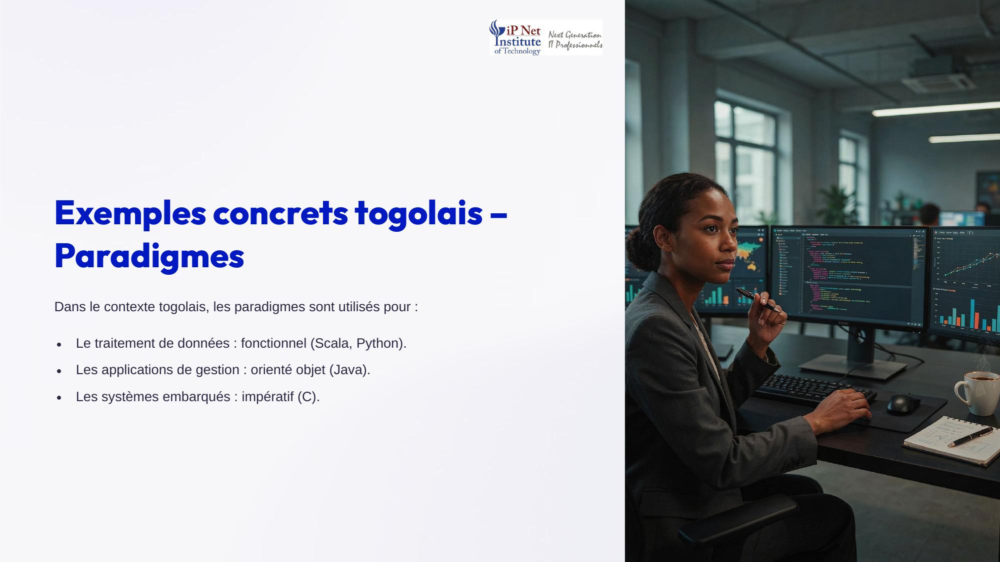 iP Net
Institute
of Technology
Next Generation
IT Professionnels
Exemples concrets togolais –
Paradigmes
Dans le contexte togolais, les paradigmes sont utilisés pour :
Le traitement de données : fonctionnel (Scala, Python).
Les applications de gestion : orienté objet (Java).
Les systèmes embarqués : impératif (C).